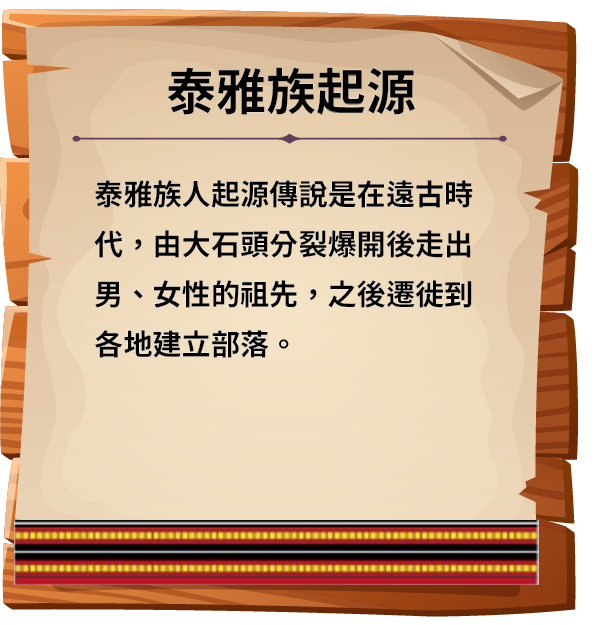 泰雅族起源
泰雅族人起源傳說是在遠古時
代，由大石頭分裂爆開後走出
男、女性的祖先，之後遷徙到
各地建立部落。